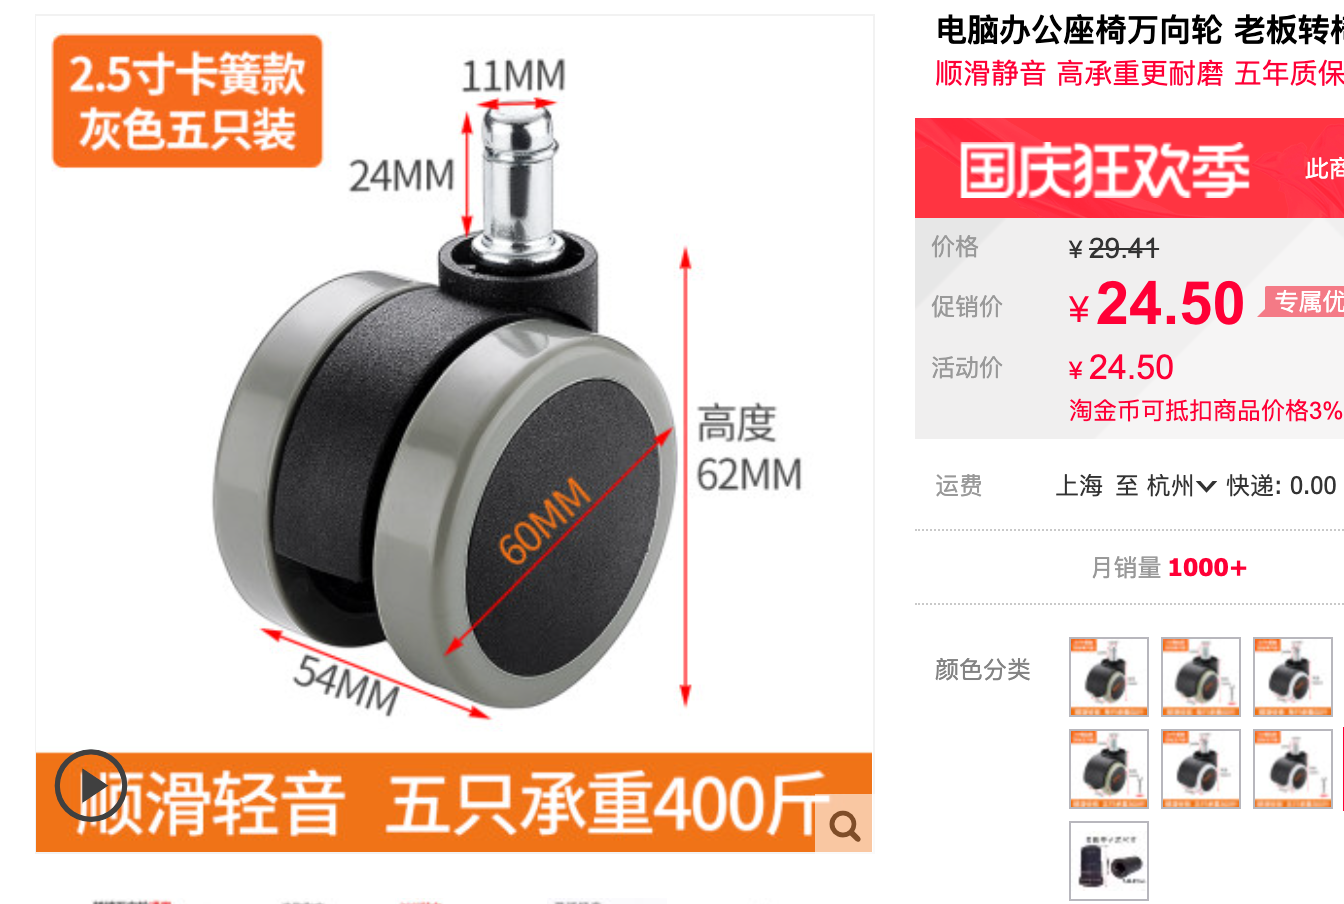 2.5寸卡簧款
灰色五只装
11MM
24MM
高度
62MM
60MM
54MM
顺滑轻音 五只承重400斤
电脑办公座椅万向轮 老板转椅
顺滑静音 高承重更耐磨 五年质保
国庆狂欢季
此商
价格
¥ 29.41
促销价
¥ 24.50
专属优
活动价
¥ 24.50
淘金币可抵扣商品价格3%
运费
上海 至 杭州 快递: 0.00
月销量 1000+
颜色分类